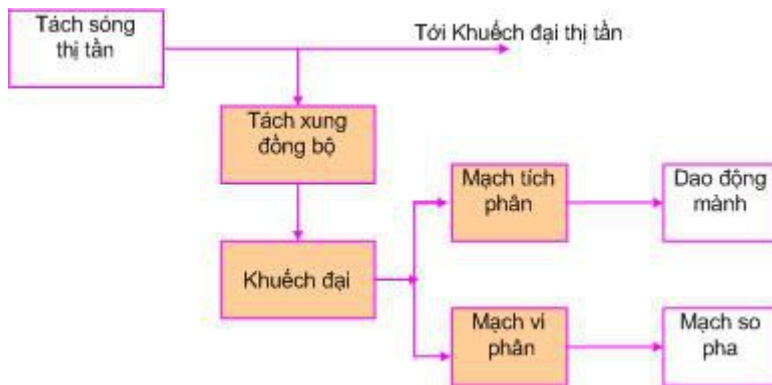 Tách sóng
thị tần
Tới Khuếch đại thị tần
Tách xung
đồng bộ
Mạch tích
phân
Dao động
mành
Khuếch đại
Mạch vi
phân
Mạch so
pha